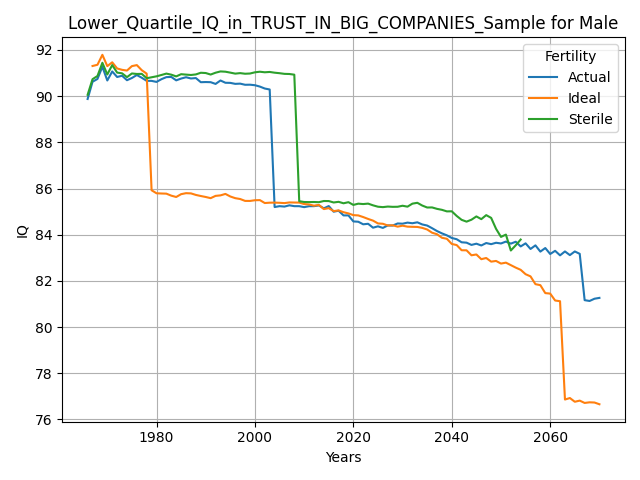 Lower_Quartile_IQ_in_TRUST_IN_BIG_COMPANIES_Sample for Male
Fertility
Actual
Ideal
Sterile
IQ
92
90
88
86
84
82
80
78
76
1980
2000
2020
2040
2060
Years